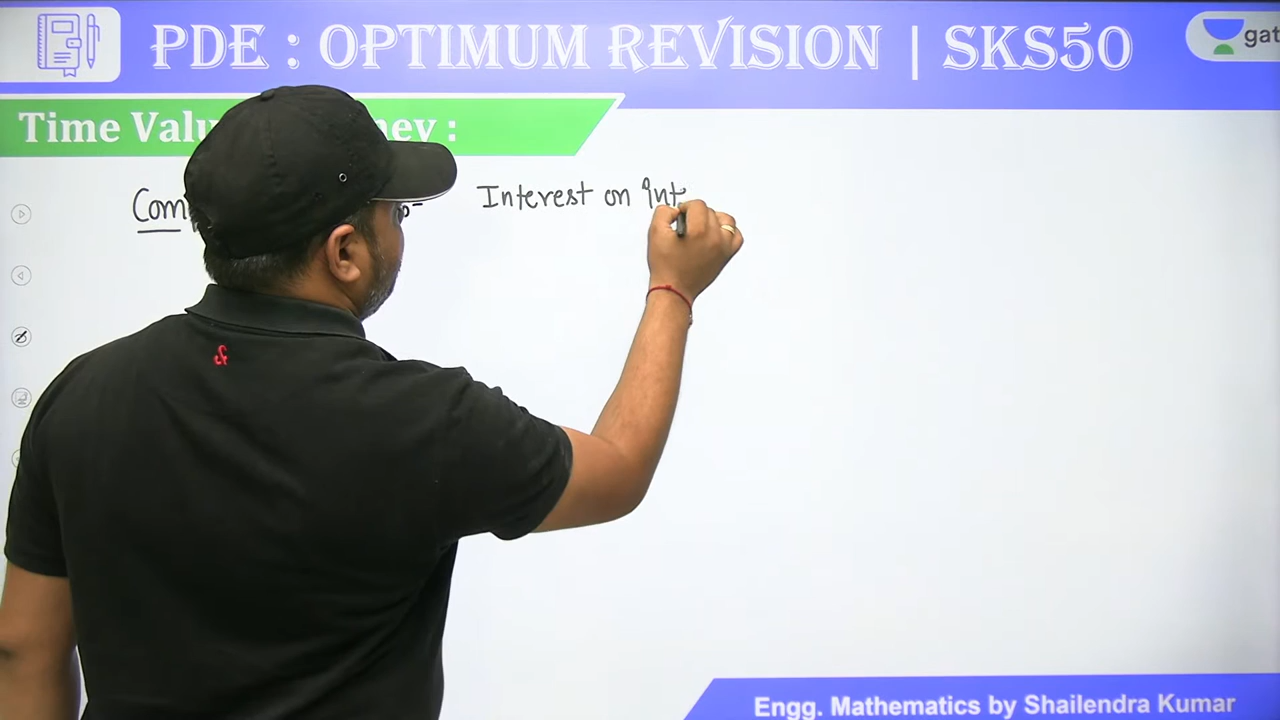 PDE : OPTIMUM REVISION | SKS50
gat
Time Valu ney :
Com Interest on Int
Engg. Mathematics by Shailendra Kumar